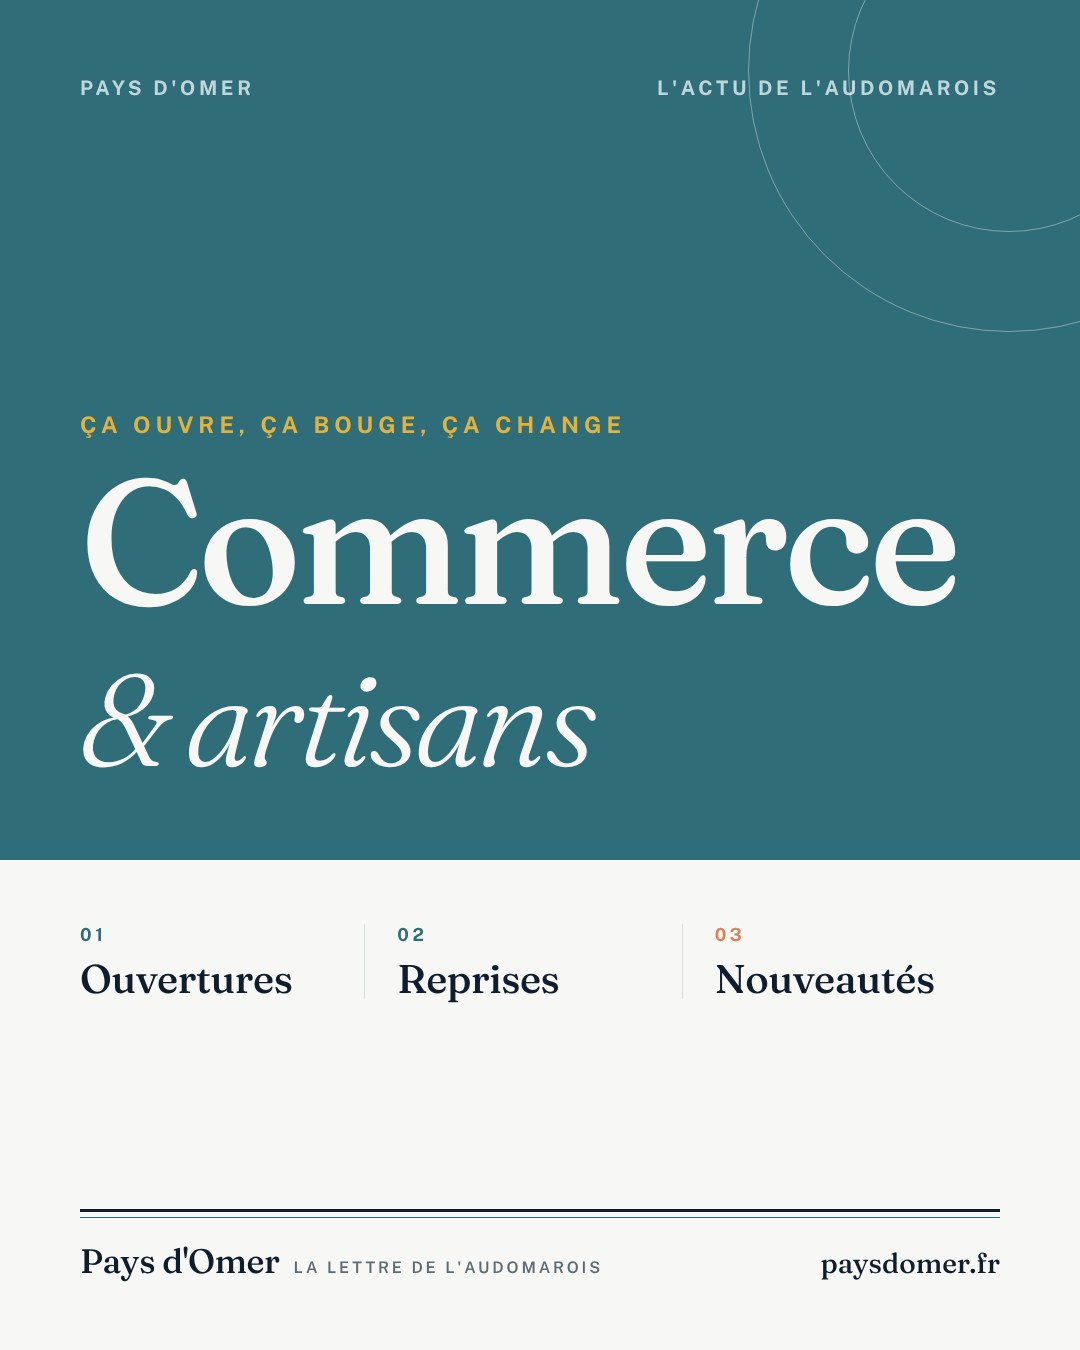 PAYS D'OMER
L'ACTU DE L'AUDOMAROIS
ÇA OUVRE, ÇA BOUGE, ÇA CHANGE
Commerce
& artisans
01
Ouvertures
02
Reprises
03
Nouveautés
Pays d'Omer LA LETTRE DE L'AUDOMAROIS
paysdomer.fr